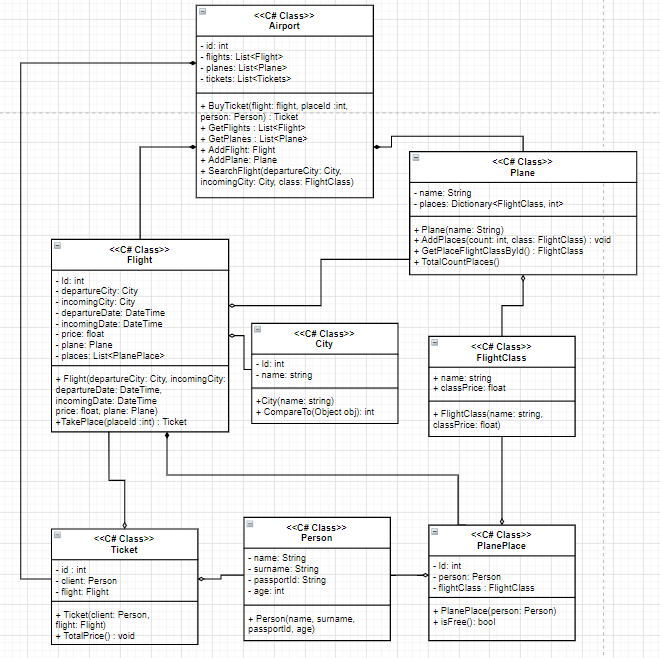 <<C# Class>>
Airport
- id: int
- flights: List<Flight>
- planes: List<Plane>
- tickets: List<Tickets>
+ BuyTicket(flight: flight, placeId :int,
person: Person) : Ticket
+ GetFlights : List<Flight>
+ GetPlanes : List<Plane>
+ AddFlight: Flight
+ AddPlane: Plane
+ SearchFlight(departureCity: City,
incomingCity: City, class: FlightClass)
<<C# Class>>
Plane
- name: String
- places: Dictionary<FlightClass, int>
+ Plane(name: String)
+ AddPlaces(count: int, class: FlightClass) : void
+ GetPlaceFlightClassById() : FlightClass
+ TotalCountPlaces()
<<C# Class>>
Flight
- Id: int
- departureCity: City
- incomingCity: City
- departureDate: DateTime
- incomingDate: DateTime
- price: float
- plane: Plane
- places: List<PlanePlace>
+ Flight(departureCity: City, incomingCity:
departureDate: DateTime,
incomingDate: DateTime
price: float, plane: Plane)
+TakePlace(placeId :int) : Ticket
<<C# Class>>
City
- Id: int
- name: string
+City(name: string)
+ CompareTo(Object obj): int
<<C# Class>>
FlightClass
+ name: string
+ classPrice: float
+ FlightClass(name: string,
classPrice: float)
<<C# Class>>
Ticket
- id : int
- client: Person
- flight: Flight
+ Ticket(client: Person,
flight: Flight)
+ TotalPrice() : void
<<C# Class>>
Person
- name: String
- surname: String
- passportId: String
- age: int
+ Person(name, surname,
passportId, age)
<<C# Class>>
PlanePlace
- Id: int
- person: Person
- flightClass : FlightClass
+ PlanePlace(person: Person)
+ isFree(): bool